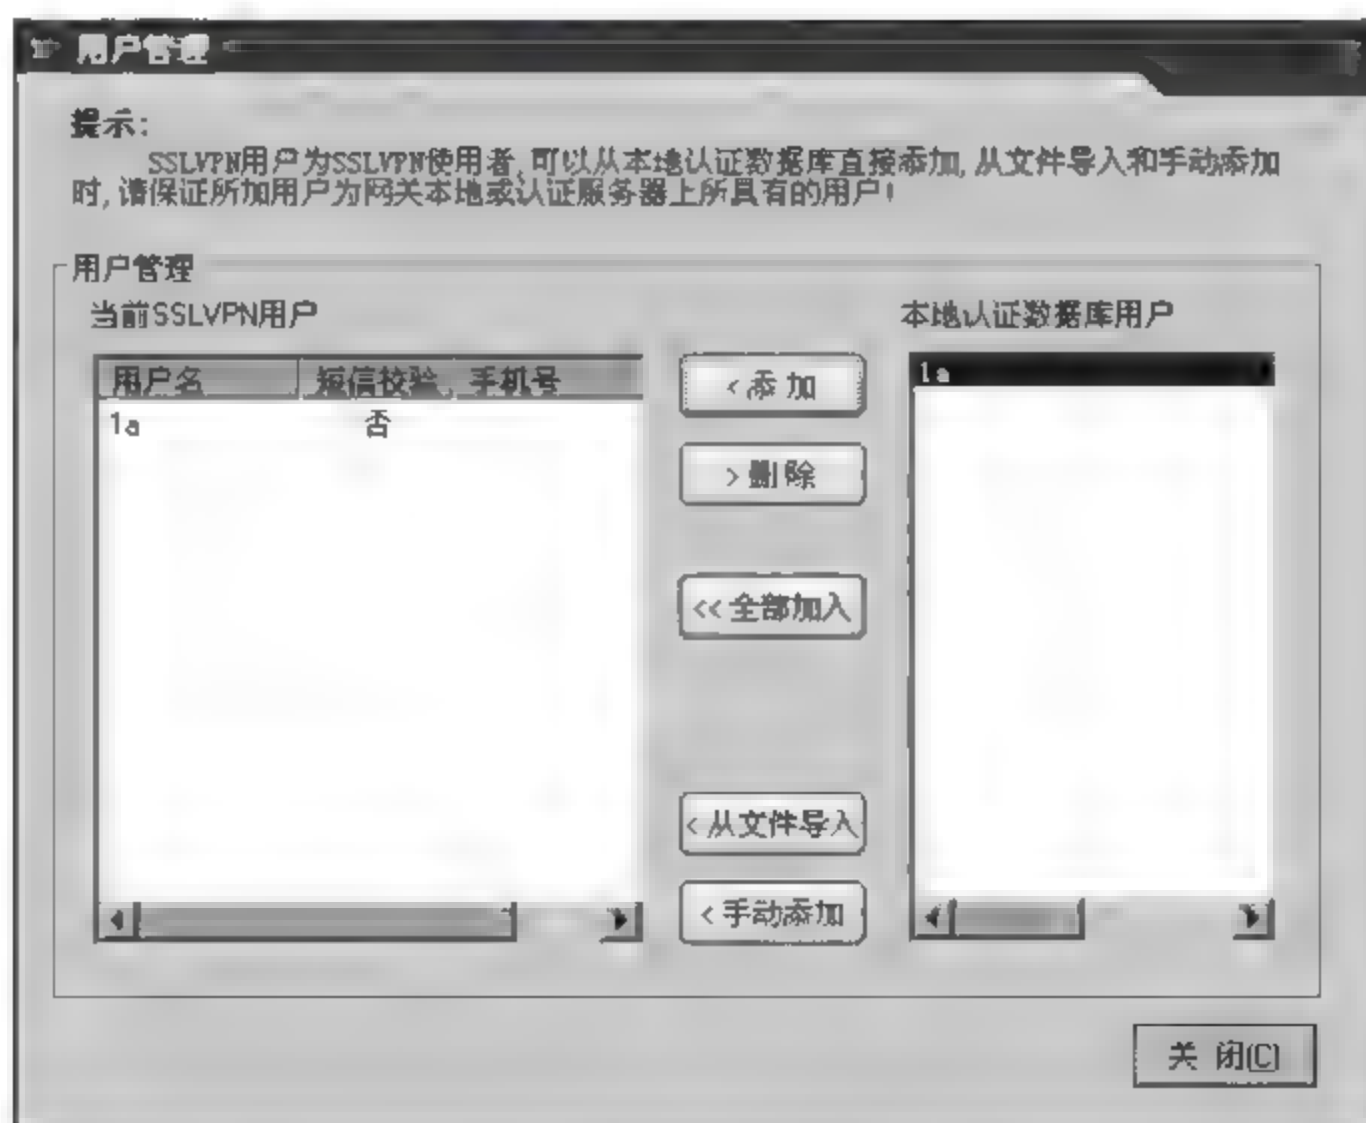 用户管理
提示:
SSLVPN用户为SSLVPN使用者,可以从本地认证数据库直接添加,从文件导入和手动添加
时,请保证所加用户为网关本地或认证服务器上所具有的用户!
用户管理
当前SSLVPN用户
本地认证数据库用户
用户名 短信校验 手机号
1a 否
1a
<添 加
>删 除
<<全部加入
<从文件导入
<手动添加
关 闭(C)